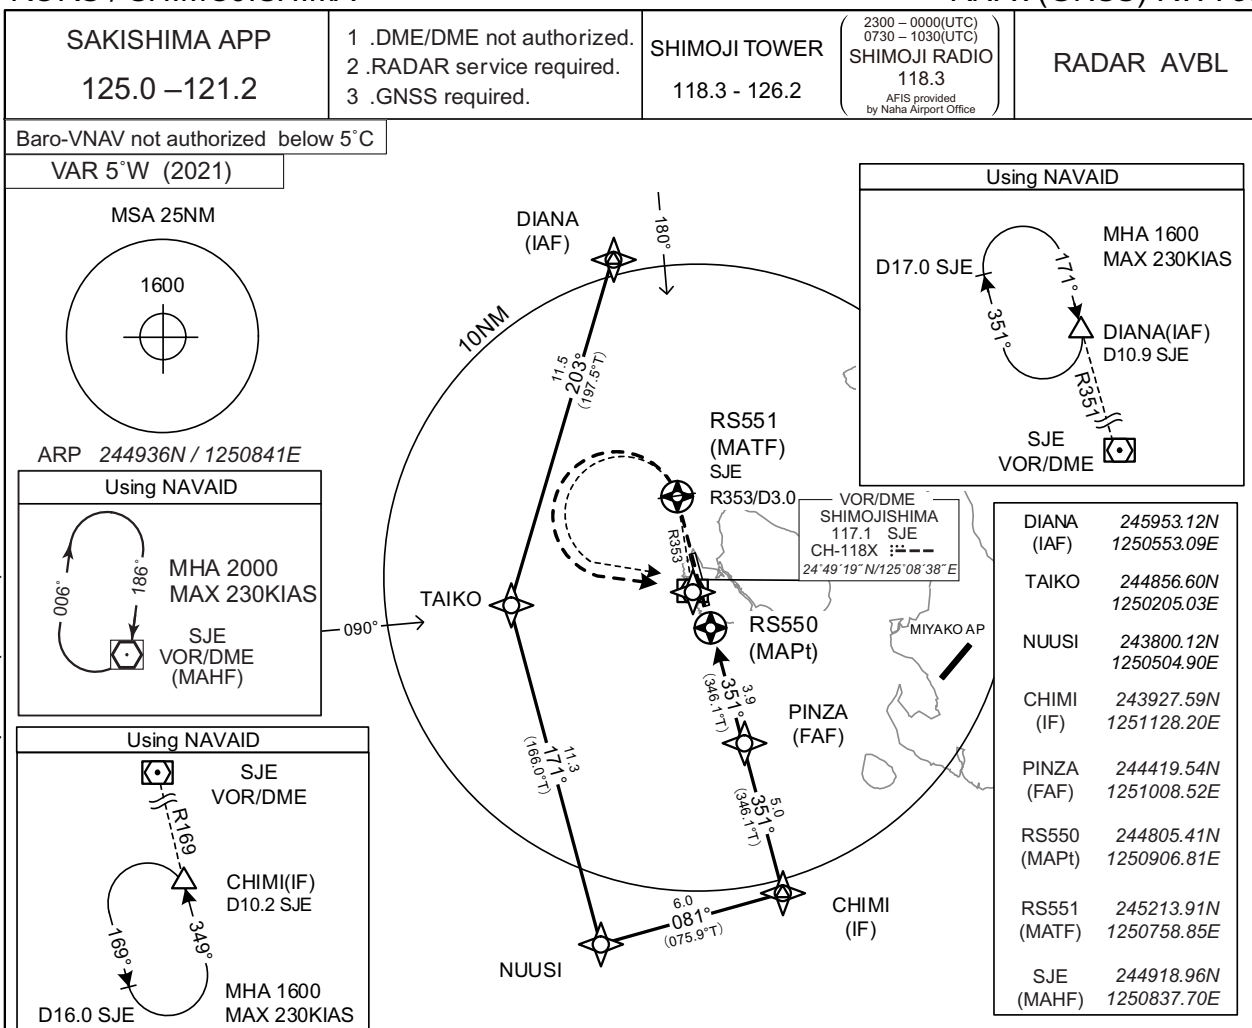 SAKISHIMA APP
125.0 –121.2
1 .DME/DME not authorized.
2 .RADAR service required.
3 .GNSS required.
SHIMOJI TOWER
118.3 - 126.2
2300 – 0000(UTC)
0730 – 1030(UTC)
SHIMOJI RADIO
118.3
AFIS provided
by Naha Airport Office
RADAR AVBL
Baro-VNAV not authorized below 5˚C
VAR 5˚W (2021)
MSA 25NM
1600
ARP 244936N / 1250841E
Using NAVAID
006°
186°
MHA 2000
MAX 230KIAS
SJE
VOR/DME
(MAHF)
Using NAVAID
SJE
VOR/DME
R169
CHIMI(IF)
D10.2 SJE
169°
349°
D16.0 SJE
MHA 1600
MAX 230KIAS
DIANA
(IAF)
180°
10NM
11.5
203°
(197.5°T)
RS551
(MATF)
SJE
R353/D3.0
R353
VOR/DME
SHIMOJISHIMA
117.1 SJE
CH-118X
24˚49´19˝N/125˚08´38˝E
TAIKO
090°
RS550
(MAPt)
MIYAKO AP
3.9
351°
(346.1°T)
PINZA
(FAF)
11.3
171°
(166.0°T)
5.0
351°
(346.1°T)
6.0
081°
(075.9°T)
CHIMI
(IF)
NUUSI
Using NAVAID
MHA 1600
MAX 230KIAS
D17.0 SJE
171°
351°
DIANA(IAF)
D10.9 SJE
R351
SJE
VOR/DME
DIANA 245953.12N
(IAF) 1250553.09E
TAIKO 244856.60N
1250205.03E
NUUSI 243800.12N
1250504.90E
CHIMI 243927.59N
(IF) 1251128.20E
PINZA 244419.54N
(FAF) 1251008.52E
RS550 244805.41N
(MAPt) 1250906.81E
RS551 245213.91N
(MATF) 1250758.85E
SJE 244918.96N
(MAHF) 1250837.70E